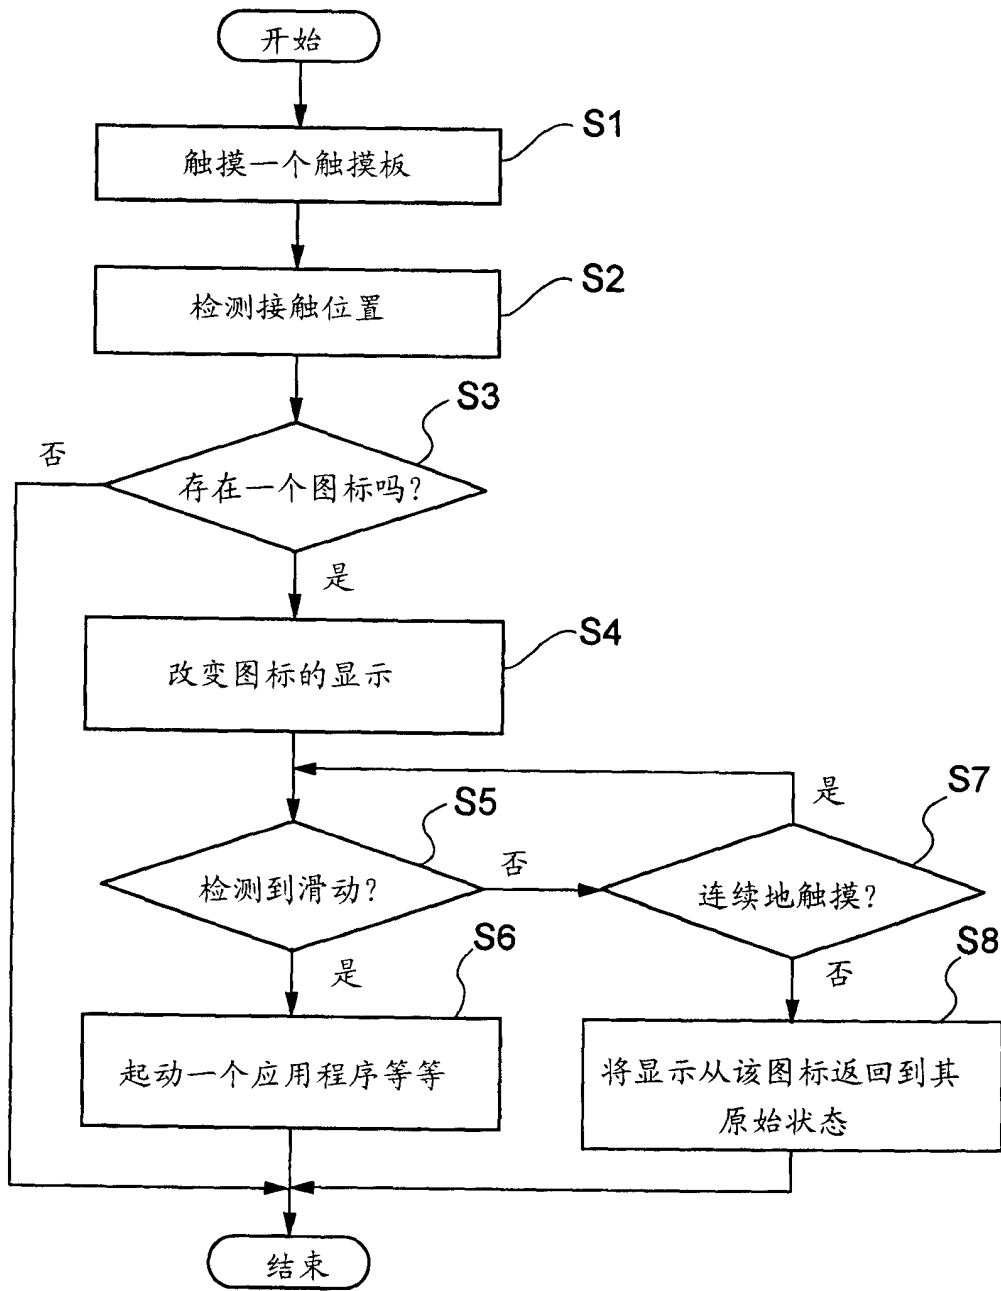 开始
S1
触摸一个触摸板
S2
检测接触位置
S3
否
存在一个图标吗?
是
S4
改变图标的显示
S5
S7
是
检测到滑动?
否
连续地触摸?
S6
是
S8
否
起动一个应用程序等等
将显示从该图标返回到其
原始状态
结束